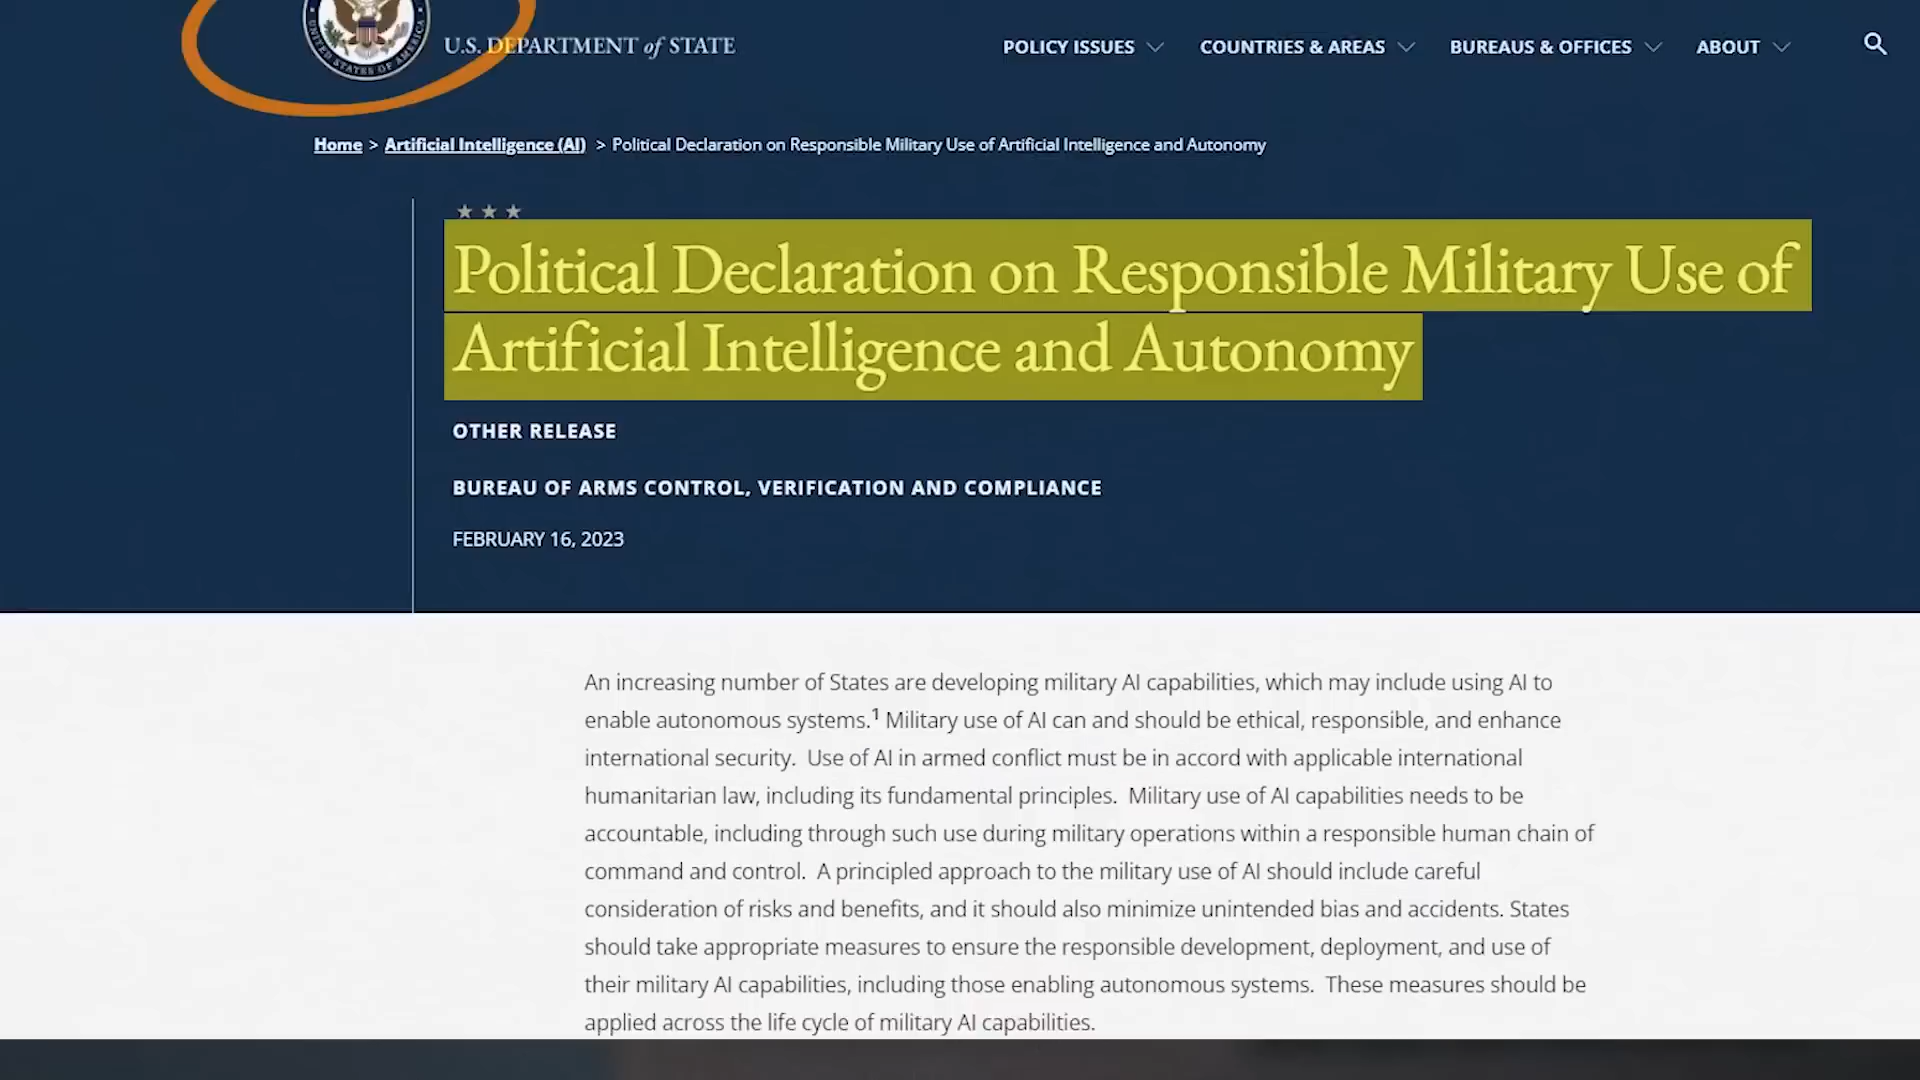 UNITED STATES OF AMERICA
U.S. DEPARTMENT of STATE
POLICY ISSUES
COUNTRIES & AREAS
BUREAUS & OFFICES
ABOUT
Home > Artificial Intelligence (AI) > Political Declaration on Responsible Military Use of Artificial Intelligence and Autonomy
Political Declaration on Responsible Military Use of
Artificial Intelligence and Autonomy
OTHER RELEASE
BUREAU OF ARMS CONTROL, VERIFICATION AND COMPLIANCE
FEBRUARY 16, 2023
An increasing number of States are developing military AI capabilities, which may include using AI to
enable autonomous systems.1 Military use of AI can and should be ethical, responsible, and enhance
international security.  Use of AI in armed conflict must be in accord with applicable international
humanitarian law, including its fundamental principles.  Military use of AI capabilities needs to be
accountable, including through such use during military operations within a responsible human chain of
command and control.  A principled approach to the military use of AI should include careful
consideration of risks and benefits, and it should also minimize unintended bias and accidents. States
should take appropriate measures to ensure the responsible development, deployment, and use of
their military AI capabilities, including those enabling autonomous systems.  These measures should be
applied across the life cycle of military AI capabilities.